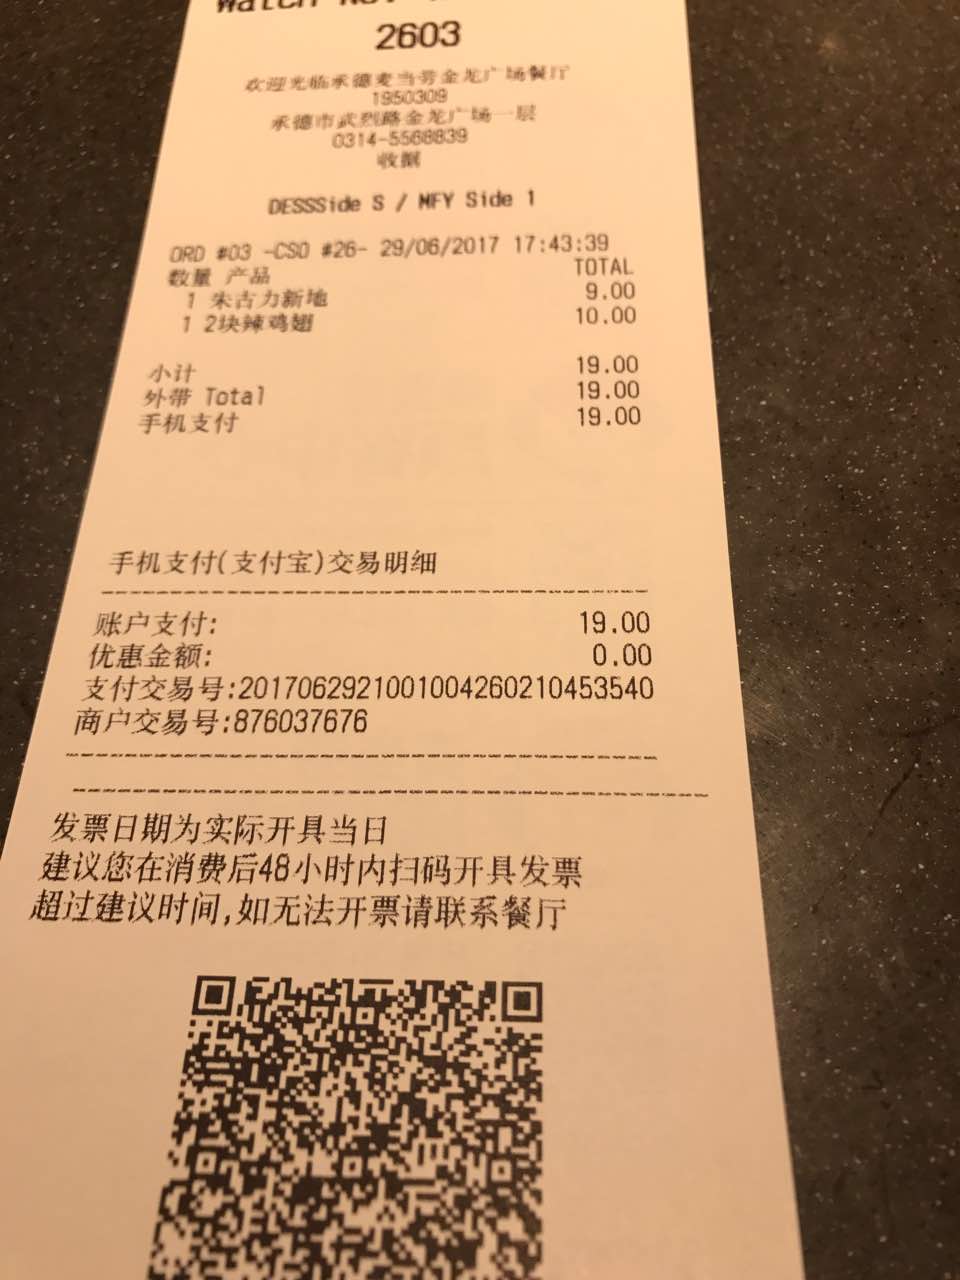 2603
欢迎光临承德麦当劳金龙广场餐厅
1950309
承德市武烈路金龙广场一层
0314-5568839
收据
DESSSide S / MFY Side 1
ORD #03 -CSO #26- 29/06/2017 17:43:39
数量 产品 TOTAL
1 朱古力新地 9.00
1 2块辣鸡翅 10.00
小计 19.00
外带 Total 19.00
手机支付 19.00
手机支付(支付宝)交易明细
账户支付: 19.00
优惠金额: 0.00
支付交易号:2017062921001004260210453540
商户交易号:876037676
发票日期为实际开具当日
建议您在消费后48小时内扫码开具发票
超过建议时间,如无法开票请联系餐厅